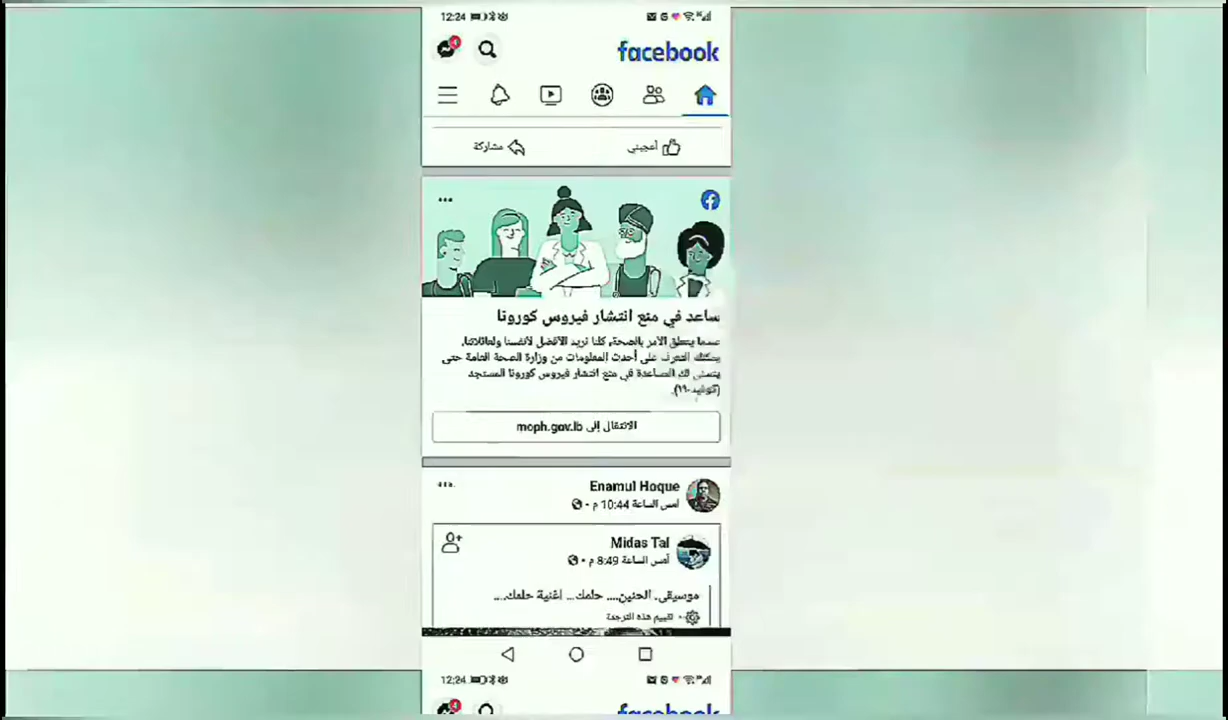 12:24
4
facebook
أعجبني
مشاركة
ساعد في منع انتشار فيروس كورونا
عندما يتعلق الأمر بالصحة، كلنا نريد الأفضل لأنفسنا ولعائلاتنا.
يمكنك التعرف على أحدث المعلومات من وزارة الصحة العامة حتى
يتسنى لك المساعدة في منع انتشار فيروس كورونا المستجد
(كوفيد-١٩).
الانتقال إلى moph.gov.lb
Enamul Hoque
أمس الساعة 10:44 م
Midas Tal
أمس الساعة 8:49 م
موسيقى. الحنين.... حلمك... اغنية حلمك....
تقييم هذه الترجمة
12:24
4
facebook